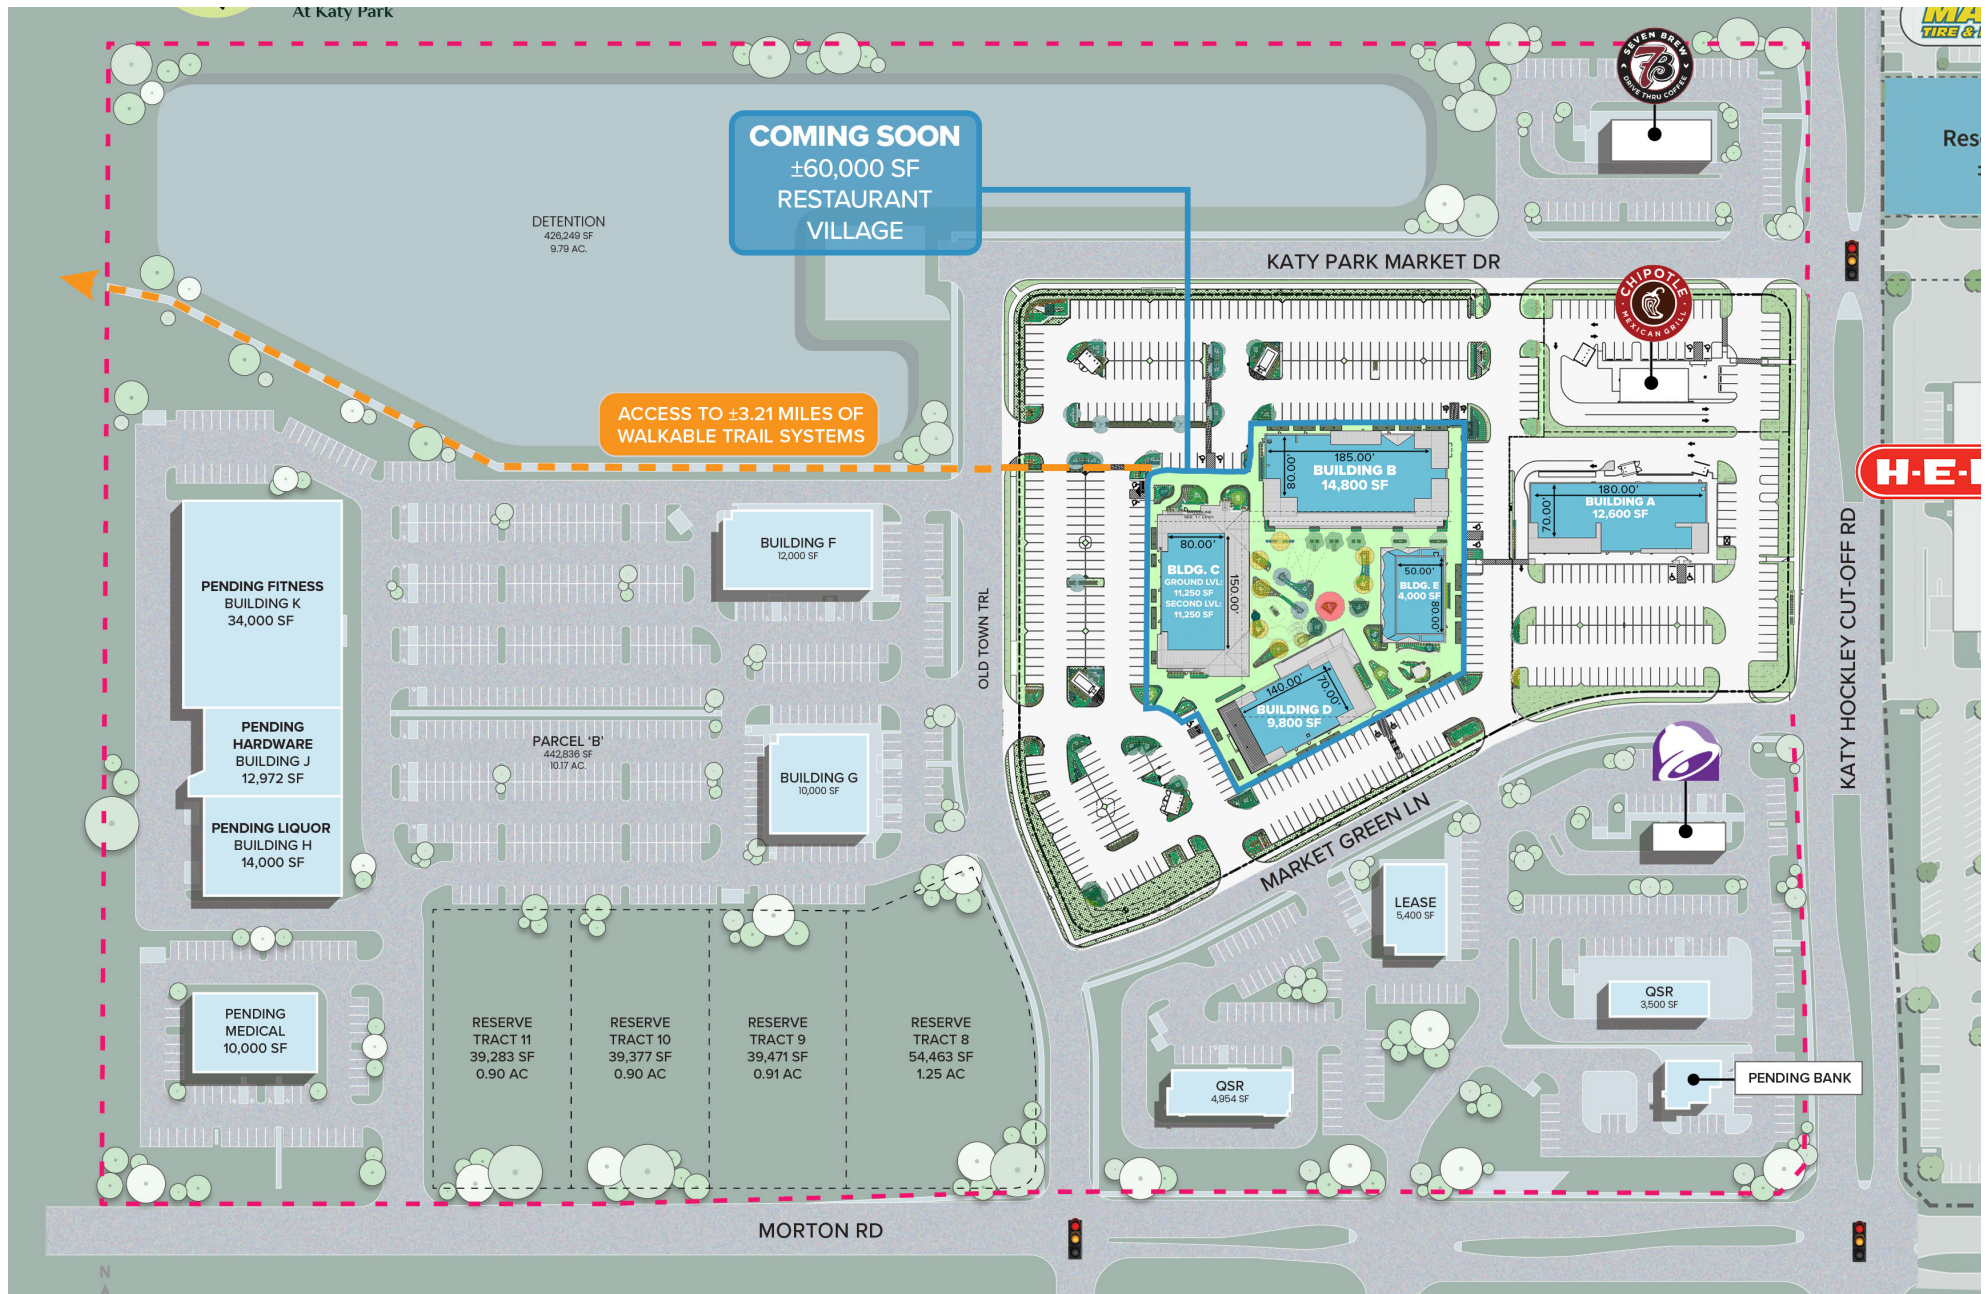 At Katy Park
TIRE &
SEVEN BREW
7B
DRIVE THRU COFFEE
COMING SOON
±60,000 SF
RESTAURANT
VILLAGE
DETENTION
426,249 SF
9.79 AC.
KATY PARK MARKET DR
CHIPOTLE
MEXICAN GRILL
ACCESS TO ±3.21 MILES OF
WALKABLE TRAIL SYSTEMS
H-E-
185.00'
80.00'
BUILDING B
14,800 SF
180.00'
70.00'
BUILDING A
12,600 SF
80.00'
150.00'
BLDG. C
GROUND LVL:
11,250 SF
SECOND LVL:
11,250 SF
50.00'
80.00'
BLDG. E
4,000 SF
140.00'
70.00'
BUILDING D
9,800 SF
BUILDING F
12,000 SF
PENDING FITNESS
BUILDING K
34,000 SF
OLD TOWN TRL
KATY HOCKLEY CUT-OFF RD
PENDING
HARDWARE
BUILDING J
12,972 SF
PARCEL 'B'
442,836 SF
10.17 AC.
BUILDING G
10,000 SF
PENDING LIQUOR
BUILDING H
14,000 SF
MARKET GREEN LN
LEASE
5,400 SF
QSR
3,500 SF
PENDING
MEDICAL
10,000 SF
RESERVE
TRACT 11
39,283 SF
0.90 AC
RESERVE
TRACT 10
39,377 SF
0.90 AC
RESERVE
TRACT 9
39,471 SF
0.91 AC
RESERVE
TRACT 8
54,463 SF
1.25 AC
QSR
4,954 SF
PENDING BANK
MORTON RD
N